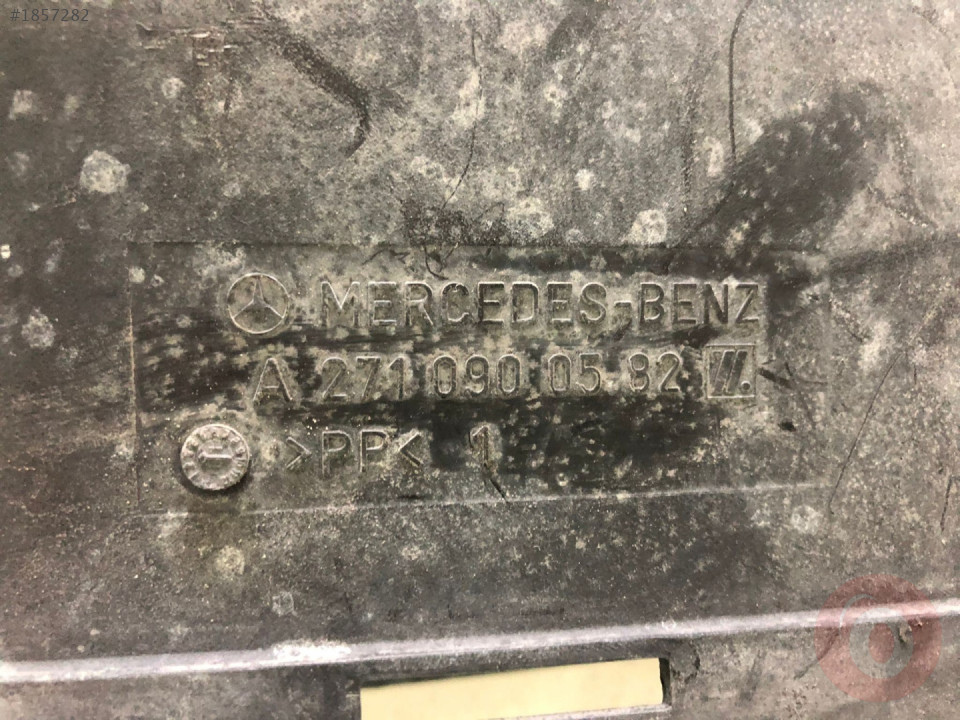 #1857282
MERCEDES-BENZ
A 271 090 05 82
>PP< 1